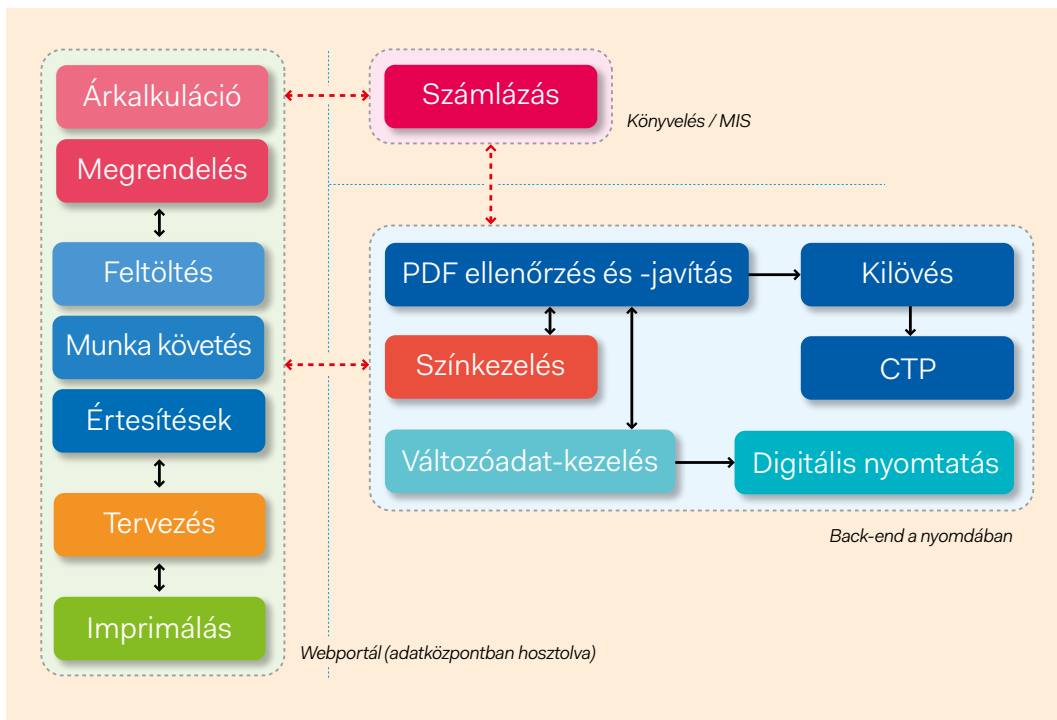 Árkalkuláció
Megrendelés
Feltöltés
Munka követés
Értesítések
Tervezés
Imprimálás
Webportál (adatközpontban hosztolva)
Számlázás
Könyvelés / MIS
PDF ellenőrzés és -javítás
Kilövés
Színkezelés
CTP
Változóadat-kezelés
Digitális nyomtatás
Back-end a nyomdában